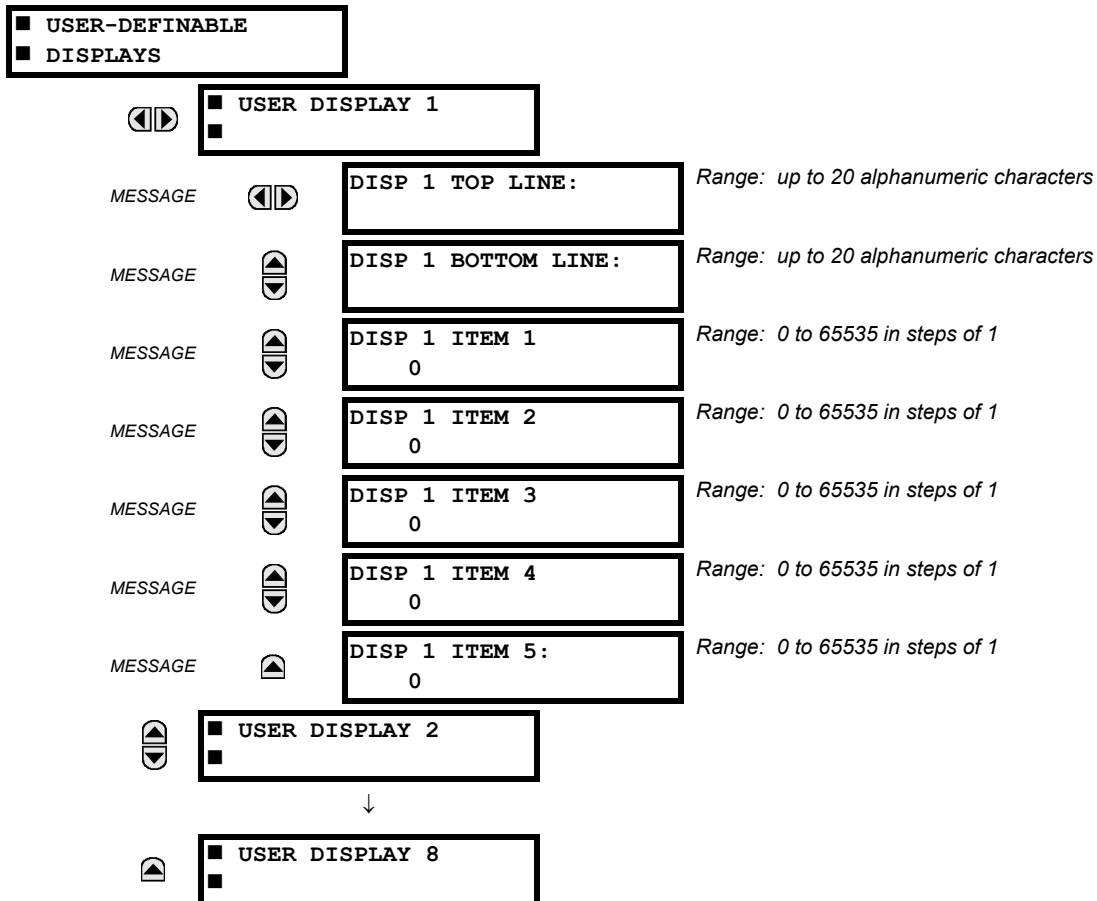 ■ USER-DEFINABLE
■ DISPLAYS
■ USER DISPLAY 1
■
MESSAGE DISP 1 TOP LINE: Range: up to 20 alphanumeric characters
MESSAGE DISP 1 BOTTOM LINE: Range: up to 20 alphanumeric characters
MESSAGE DISP 1 ITEM 1 Range: 0 to 65535 in steps of 1
0
MESSAGE DISP 1 ITEM 2 Range: 0 to 65535 in steps of 1
0
MESSAGE DISP 1 ITEM 3 Range: 0 to 65535 in steps of 1
0
MESSAGE DISP 1 ITEM 4 Range: 0 to 65535 in steps of 1
0
MESSAGE DISP 1 ITEM 5: Range: 0 to 65535 in steps of 1
0
■ USER DISPLAY 2
■
↓
■ USER DISPLAY 8
■